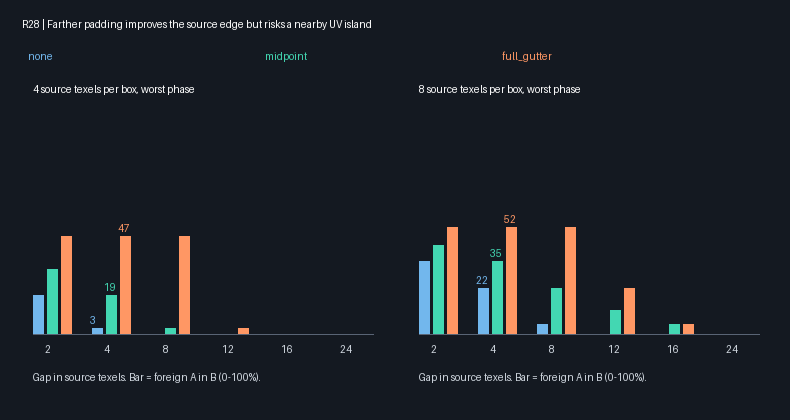 R28 | Farther padding improves the source edge but risks a nearby UV island
none midpoint full_gutter
4 source texels per box, worst phase 8 source texels per box, worst phase
47 52
35
19 22
3
2 4 8 12 16 24 2 4 8 12 16 24
Gap in source texels. Bar = foreign A in B (0-100%). Gap in source texels. Bar = foreign A in B (0-100%).